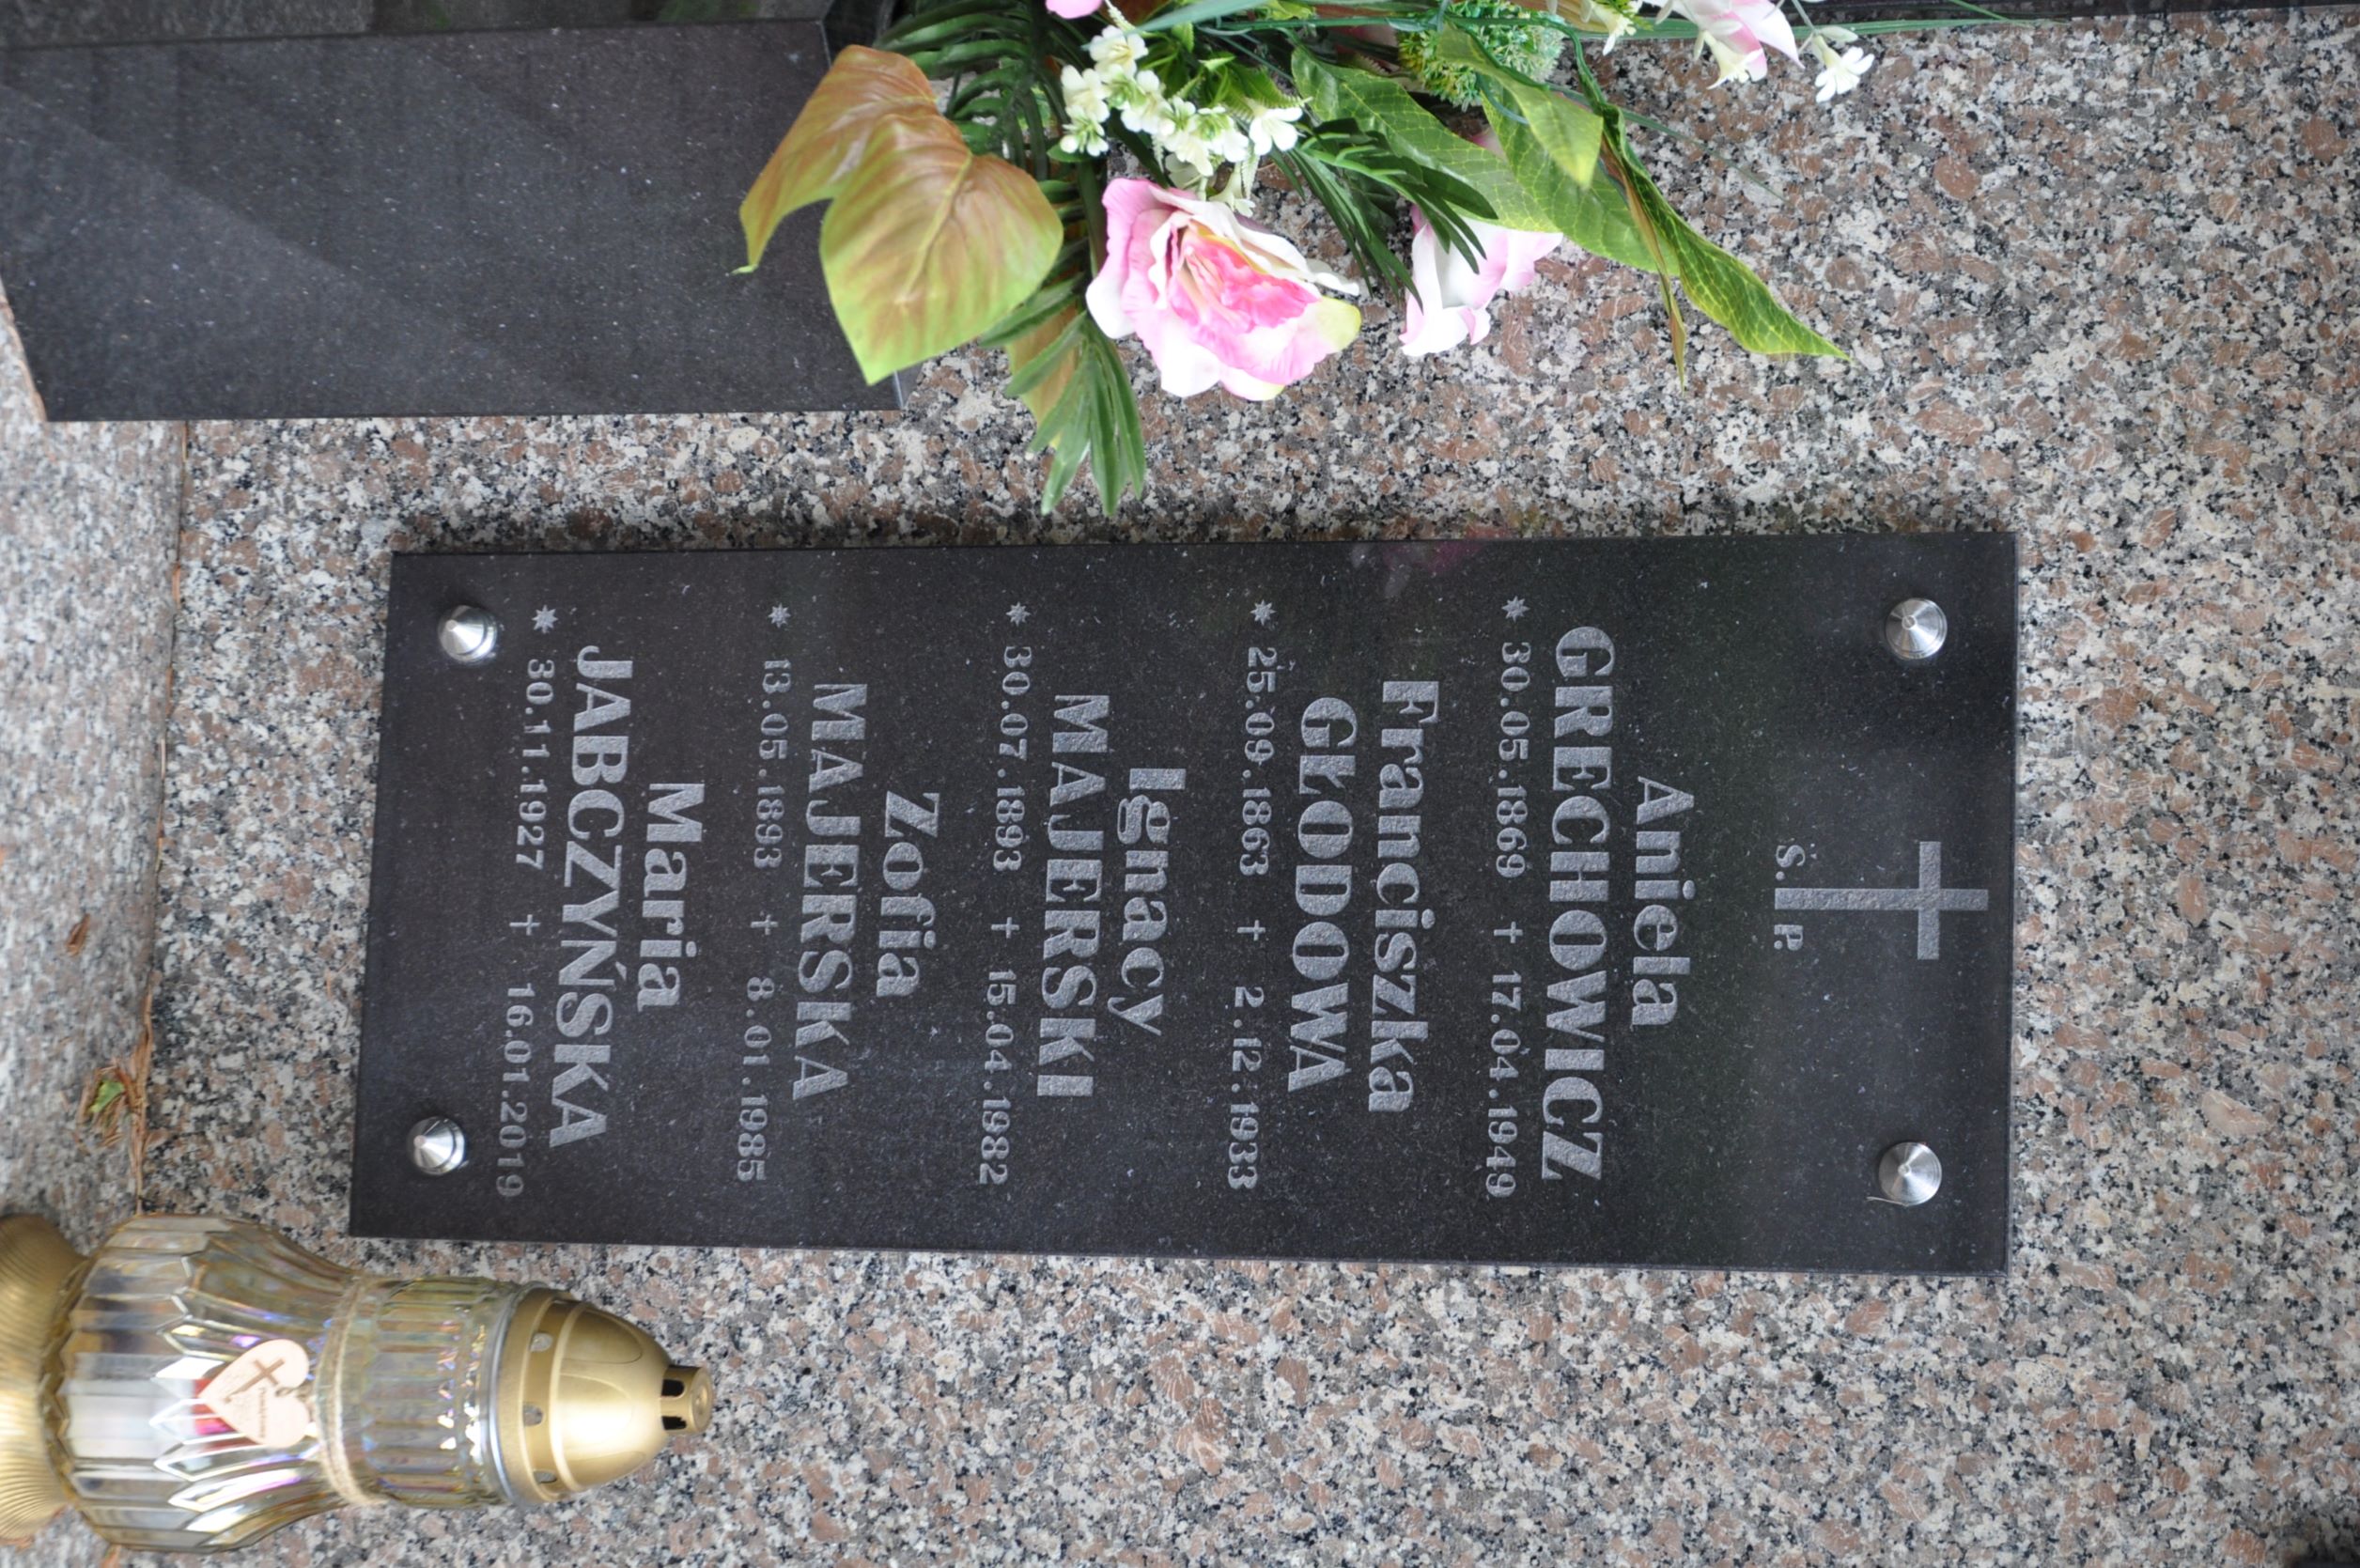 Ś. P.
Aniela
GRECHOWICZ
* 30.05.1869 + 17.04.1949
Franciszka
GŁODOWA
* 25.09.1863 + 2.12.1933
Ignacy
MAJERSKI
* 30.07.1893 + 15.04.1982
Zofia
MAJERSKA
* 13.05.1893 + 8.01.1985
Maria
JABCZYŃSKA
* 30.11.1927 + 16.01.2019